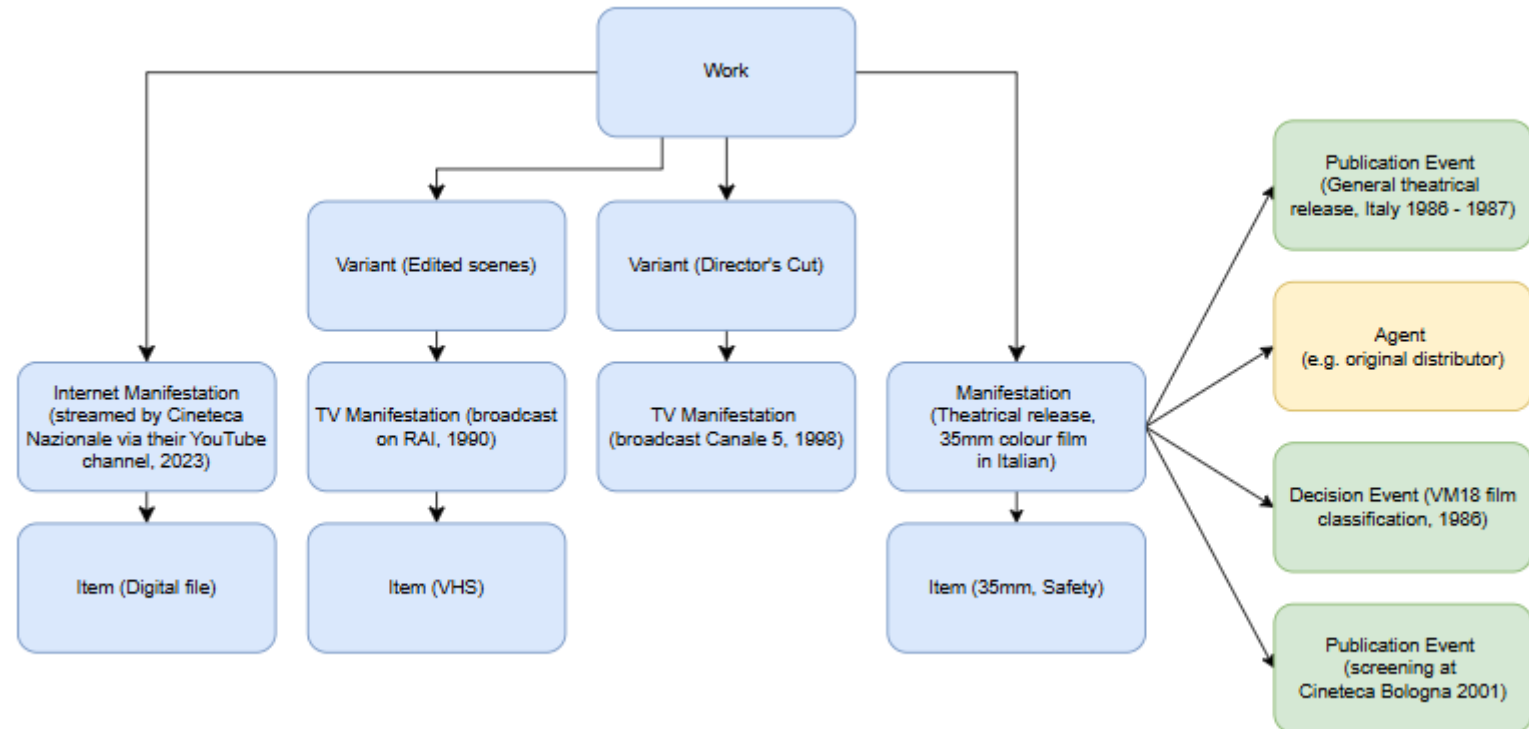 Work
Publication Event
(General theatrical
release, Italy 1986 - 1987)
Variant (Edited scenes)
Variant (Director's Cut)
Agent
(e.g. original distributor)
Internet Manifestation
(streamed by Cineteca
Nazionale via their YouTube
channel, 2023)
TV Manifestation (broadcast
on RAI, 1990)
TV Manifestation
(broadcast Canale 5, 1998)
Manifestation
(Theatrical release,
35mm colour film
in Italian)
Decision Event (VM18 film
classification, 1986)
Item (Digital file)
Item (VHS)
Item (35mm, Safety)
Publication Event
(screening at
Cineteca Bologna 2001)